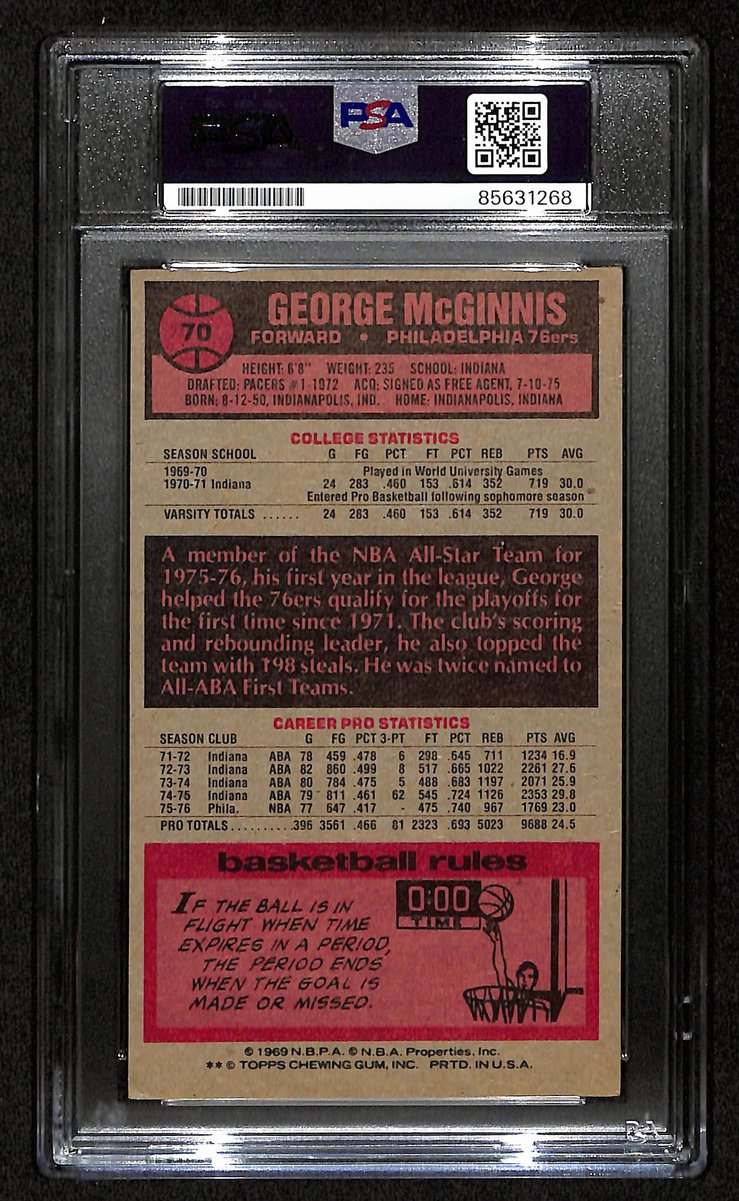 PSA
PSA
85631268
70
GEORGE McGINNIS
FORWARD • PHILADELPHIA 76ers
HEIGHT: 6'8" WEIGHT: 235 SCHOOL: INDIANA
DRAFTED: PACERS #1-1972 ACQ: SIGNED AS FREE AGENT, 7-10-75
BORN: 8-12-50, INDIANAPOLIS, IND. HOME: INDIANAPOLIS, INDIANA
COLLEGE STATISTICS
SEASON SCHOOL G FG PCT FT PCT REB PTS AVG
1969-70 Played in World University Games
1970-71 Indiana 24 283 .460 153 .614 352 719 30.0
Entered Pro Basketball following sophomore season
VARSITY TOTALS ...... 24 283 .460 153 .614 352 719 30.0
A member of the NBA All-Star Team for
1975-76, his first year in the league, George
helped the 76ers qualify for the playoffs for
the first time since 1971. The club's scoring
and rebounding leader, he also topped the
team with 198 steals. He was twice named to
All-ABA First Teams.
CAREER PRO STATISTICS
SEASON CLUB G FG PCT 3-PT FT PCT REB PTS AVG
71-72 Indiana ABA 78 459 .478 6 298 .645 711 1234 16.9
72-73 Indiana ABA 82 860 .499 8 517 .665 1022 2261 27.6
73-74 Indiana ABA 80 784 .475 5 488 .683 1197 2071 25.9
74-75 Indiana ABA 79 811 .461 62 545 .724 1126 2353 29.8
75-76 Phila. NBA 77 647 .417 - 475 .740 967 1769 23.0
PRO TOTALS.......... 396 3561 .466 81 2323 .693 5023 9688 24.5
basketball rules
IF THE BALL IS IN
FLIGHT WHEN TIME
EXPIRES IN A PERIOD,
THE PERIOD ENDS
WHEN THE GOAL IS
MADE OR MISSED.
0:00
TIME
© 1969 N.B.P.A. © N.B.A. Properties, Inc.
** © TOPPS CHEWING GUM, INC. PRTD. IN U.S.A.